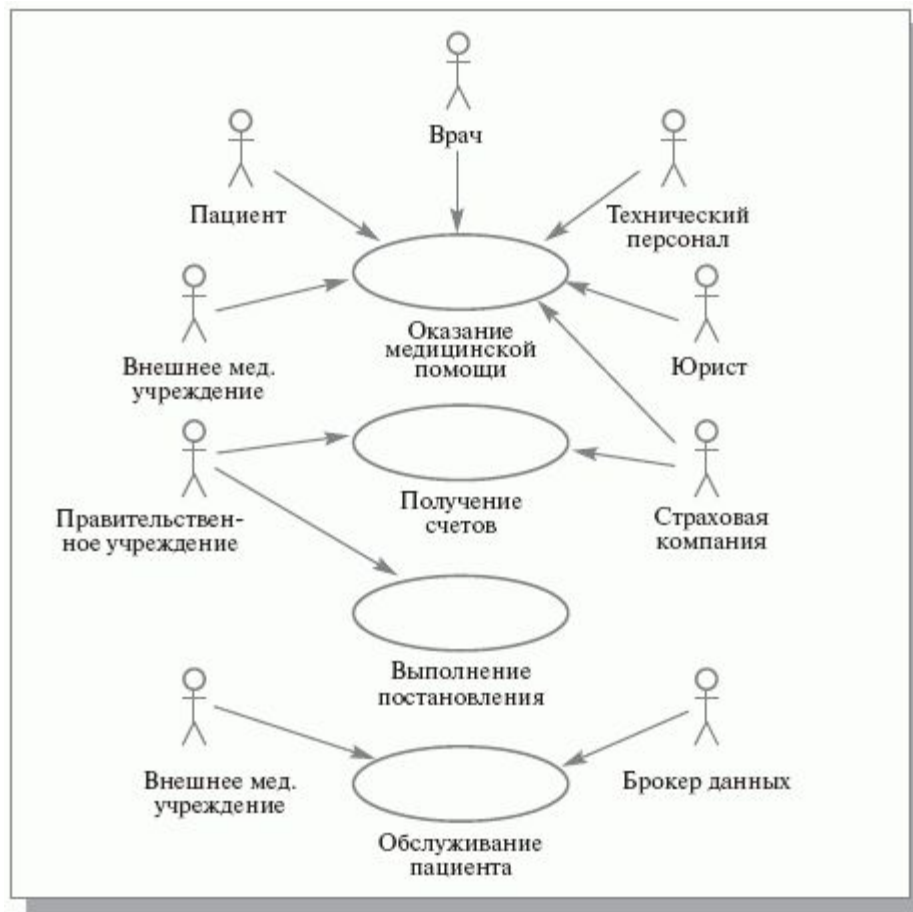 Врач
Пациент
Технический
персонал
Оказание
медицинской
помощи
Внешнее мед.
учреждение
Юрист
Получение
счетов
Правительствен-
ное учреждение
Страховая
компания
Выполнение
постановления
Внешнее мед.
учреждение
Брокер данных
Обслуживание
пациента